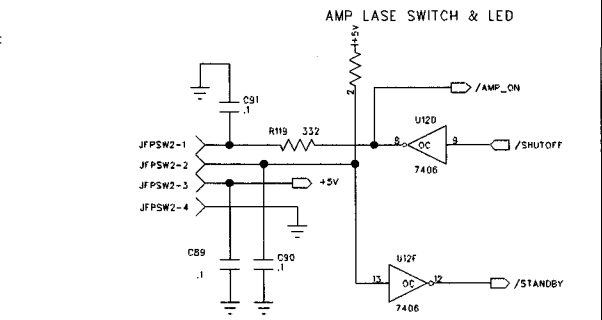 AMP LASE SWITCH & LED
+5V
C91
.1
2
/AMP_ON
R119 332
U12D
JFPSW2-1
8
OC
9
/SHUTOFF
JFPSW2-2
7406
JFPSW2-3
+5V
JFPSW2-4
C89
.1
C90
.1
U12F
13
OC
12
/STANDBY
7406